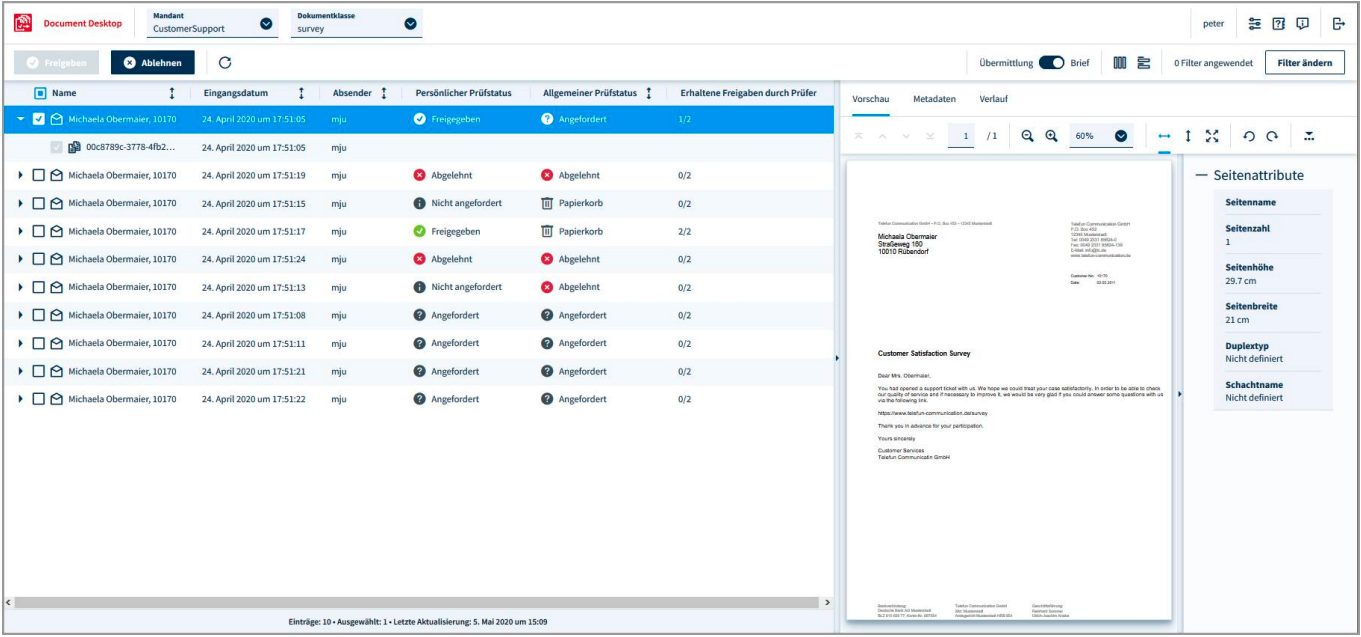 Document Desktop
Mandant
CustomerSupport
Dokumentklasse
survey
peter
Freigeben
Ablehnen
Übermittlung
Brief
0 Filter angewendet
Filter ändern
Name Eingangsdatum Absender Persönlicher Prüfstatus Allgemeiner Prüfstatus Erhaltene Freigaben durch Prüfer
Michaela Obermaier, 10170 24. April 2020 um 17:51:05 mju Freigegeben Angefordert 1/2
00c8789c-3778-4fb2... 24. April 2020 um 17:51:05 mju
Michaela Obermaier, 10170 24. April 2020 um 17:51:19 mju Abgelehnt Abgelehnt 0/2
Michaela Obermaier, 10170 24. April 2020 um 17:51:15 mju Nicht angefordert Papierkorb 0/2
Michaela Obermaier, 10170 24. April 2020 um 17:51:17 mju Freigegeben Papierkorb 2/2
Michaela Obermaier, 10170 24. April 2020 um 17:51:24 mju Abgelehnt Abgelehnt 0/2
Michaela Obermaier, 10170 24. April 2020 um 17:51:13 mju Nicht angefordert Abgelehnt 0/2
Michaela Obermaier, 10170 24. April 2020 um 17:51:08 mju Angefordert Angefordert 0/2
Michaela Obermaier, 10170 24. April 2020 um 17:51:11 mju Angefordert Angefordert 0/2
Michaela Obermaier, 10170 24. April 2020 um 17:51:21 mju Angefordert Angefordert 0/2
Michaela Obermaier, 10170 24. April 2020 um 17:51:22 mju Angefordert Angefordert 0/2
Einträge: 10 • Ausgewählt: 1 • Letzte Aktualisierung: 5. Mai 2020 um 15:09
Vorschau Metadaten Verlauf
1 / 1 60%
Michaela Obermaier
Straßeweg 160
10010 Rübendorf
Telefun Communication GmbH
P.O. Box 453
www.telefun-communication.de
Customer Satisfaction Survey
Dear Mrs. Obermaier,
You had opened a support ticket with us. We hope we could treat your case satisfactorily. In order to be able to check
our quality of service and if necessary to improve it, we would be very glad if you could answer some questions with us
via the following link.
https://www.telefun-communication.de/survey
Thank you in advance for your participation.
Yours sincerely
Customer Services
Telefun Communicatin GmbH
Seitenattribute
Seitenname
Seitenzahl
1
Seitenhöhe
29.7 cm
Seitenbreite
21 cm
Duplextyp
Nicht definiert
Schachtname
Nicht definiert